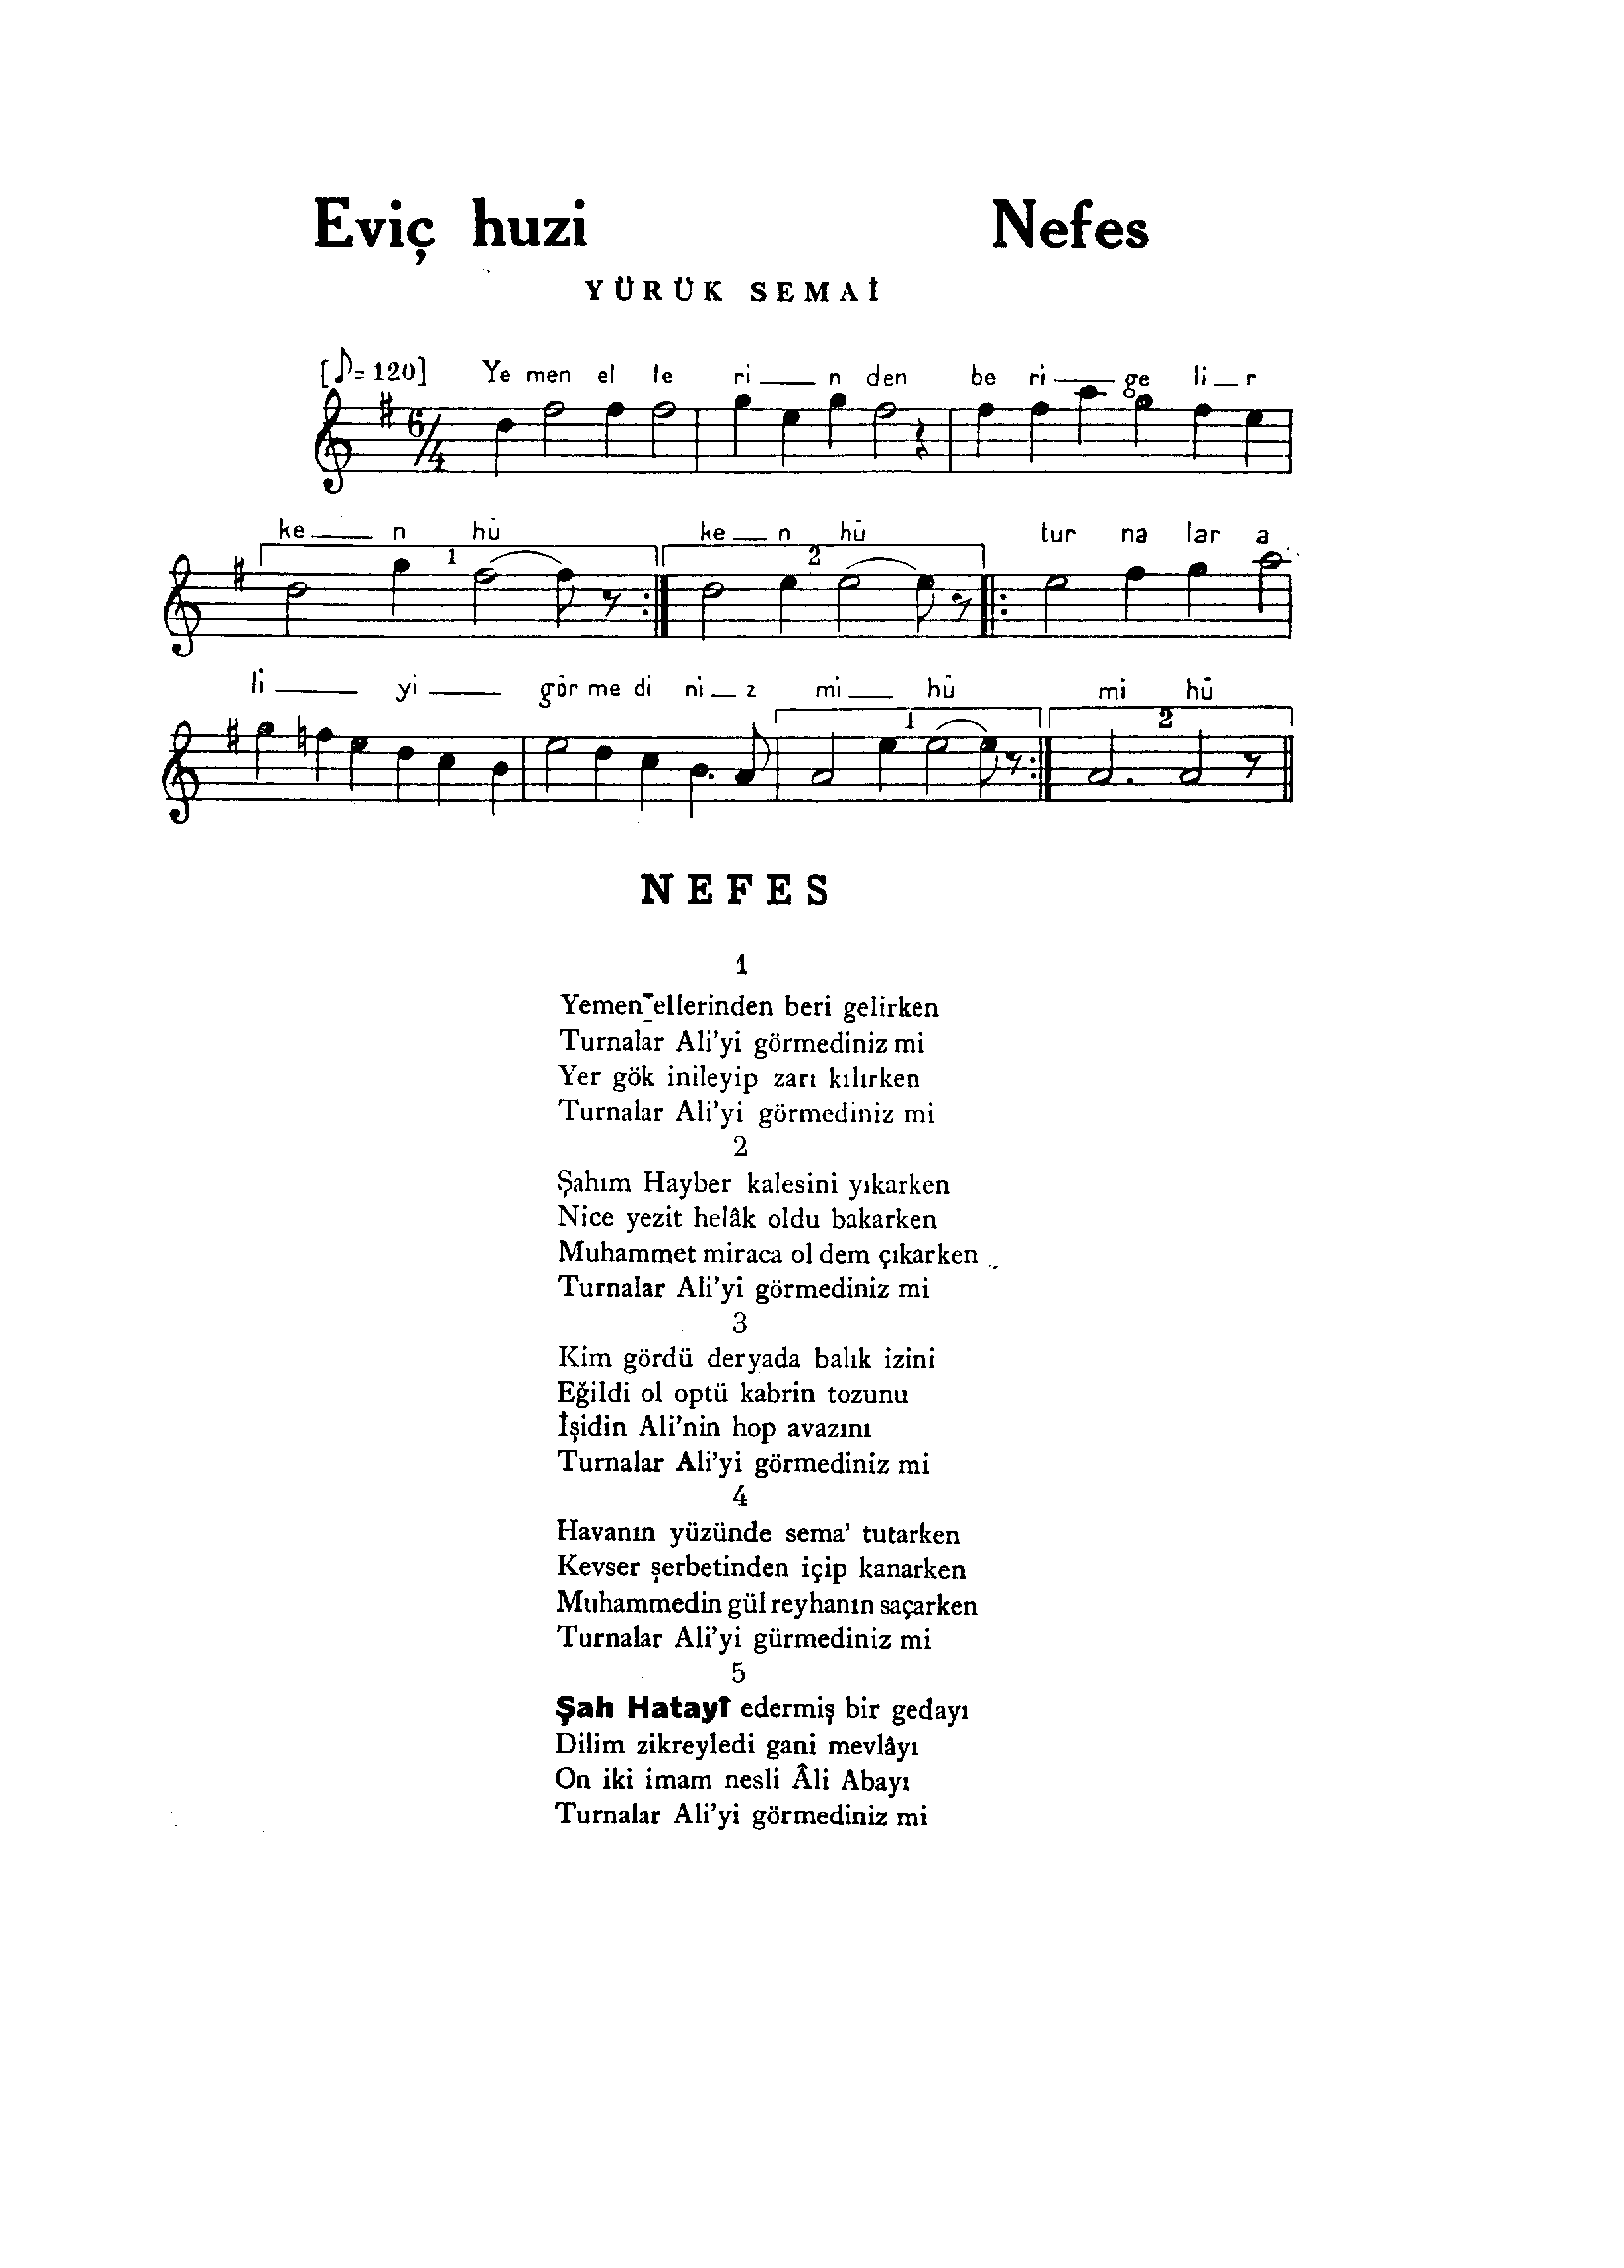 Eviç huzi Nefes
YÜRÜK SEMAİ
[♪= 120] Ye men el le ri — n den be ri — ge li — r
6/4
ke — n hü ke — n hü tur na lar a
1 2
li — yi — gör me di ni — z mi — hü mi hü
1 2
NEFES
1
Yemen ellerinden beri gelirken
Turnalar Ali'yi görmediniz mi
Yer gök inileyip zarı kılırken
Turnalar Ali'yi görmediniz mi
2
Şahım Hayber kalesini yıkarken
Nice yezit helâk oldu bakarken
Muhammet miraca ol dem çıkarken
Turnalar Ali'yi görmediniz mi
3
Kim gördü deryada balık izini
Eğildi ol optü kabrin tozunu
İşidin Ali'nin hop avazını
Turnalar Ali'yi görmediniz mi
4
Havanın yüzünde sema' tutarken
Kevser şerbetinden içip kanarken
Muhammedin gül reyhanın saçarken
Turnalar Ali'yi gürmediniz mi
5
Şah Hatayî edermiş bir gedayı
Dilim zikreyledi gani mevlâyı
On iki imam nesli Âli Abayı
Turnalar Ali'yi görmediniz mi